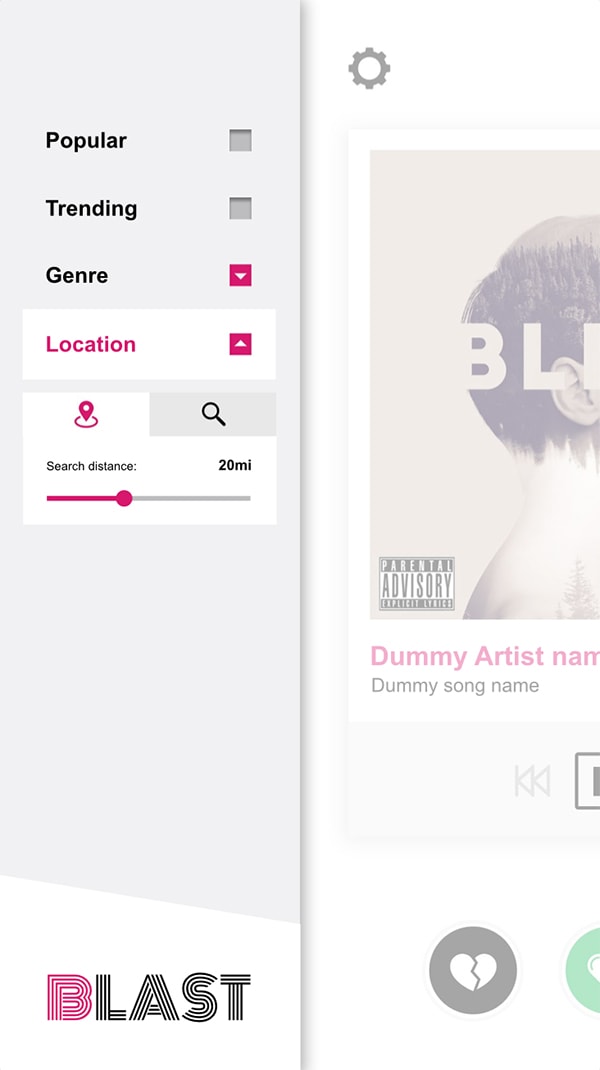 Popular
Trending
Genre
Location
Search distance: 20mi
BLAST
BL
PARENTAL
ADVISORY
EXPLICIT LYRICS
Dummy Artist nam
Dummy song name